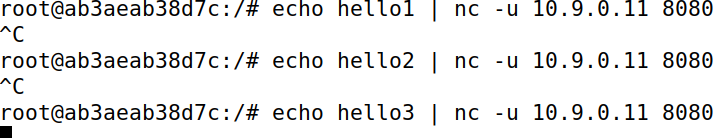 root@ab3aeab38d7c:/# echo hello1 | nc -u 10.9.0.11 8080
^C
root@ab3aeab38d7c:/# echo hello2 | nc -u 10.9.0.11 8080
^C
root@ab3aeab38d7c:/# echo hello3 | nc -u 10.9.0.11 8080